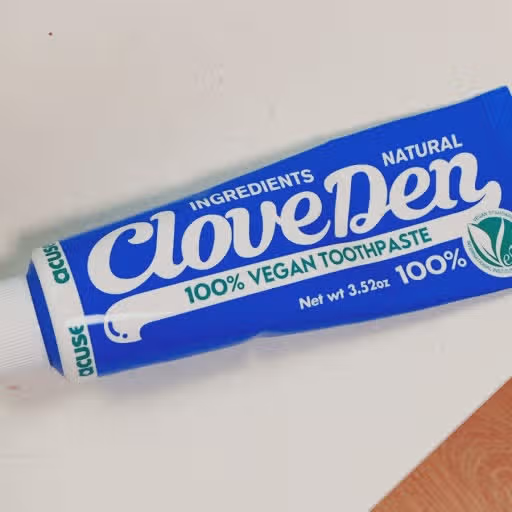 INGREDIENTS NATURAL
CloveDen
100% VEGAN TOOTHPASTE
Net wt 3.52oz 100%
acuse
acuse